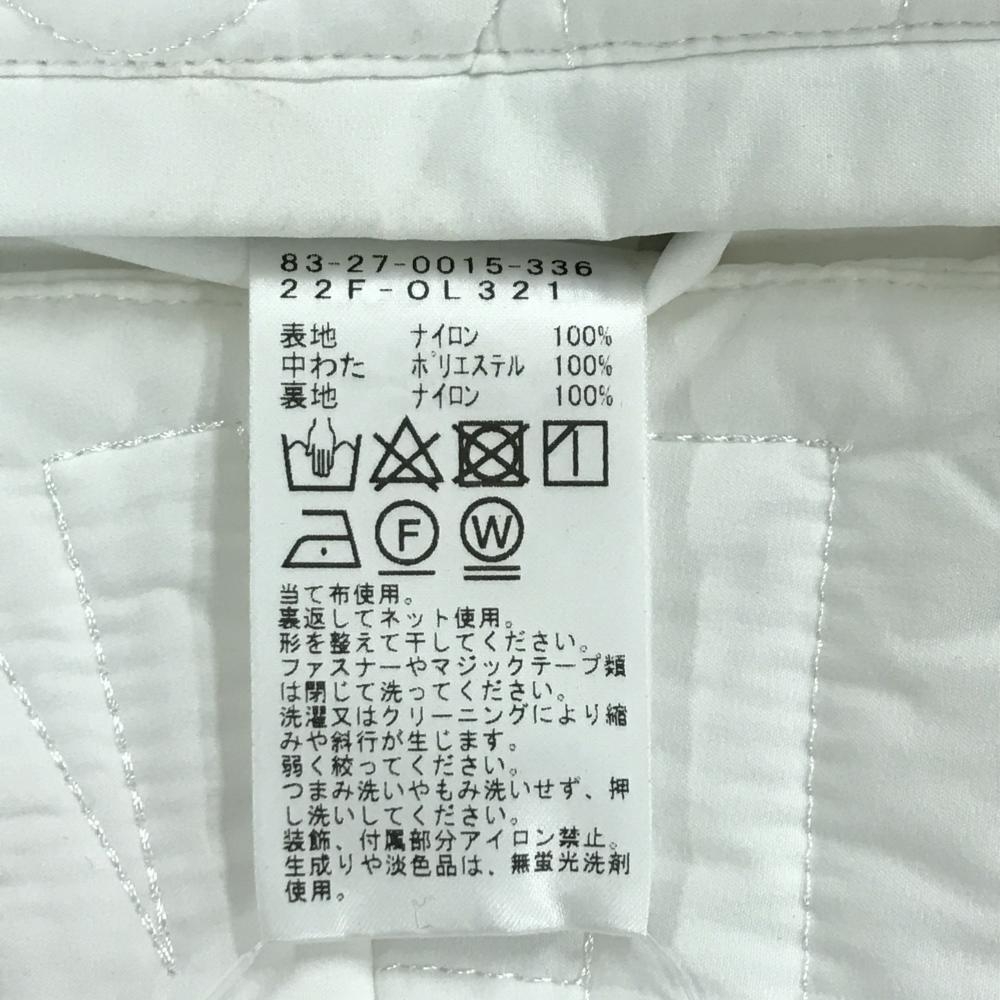 83-27-0015-336
22F-OL321
表地 ナイロン 100%
中わた ポリエステル 100%
裏地 ナイロン 100%
F W
当て布使用。
裏返してネット使用。
形を整えて干してください。
ファスナーやマジックテープ類
は閉じて洗ってください。
洗濯又はクリーニングにより縮
みや斜行が生じます。
弱く絞ってください。
つまみ洗いやもみ洗いせず、押
し洗いしてください。
装飾、付属部分アイロン禁止。
生成りや淡色品は、無蛍光洗剤
使用。